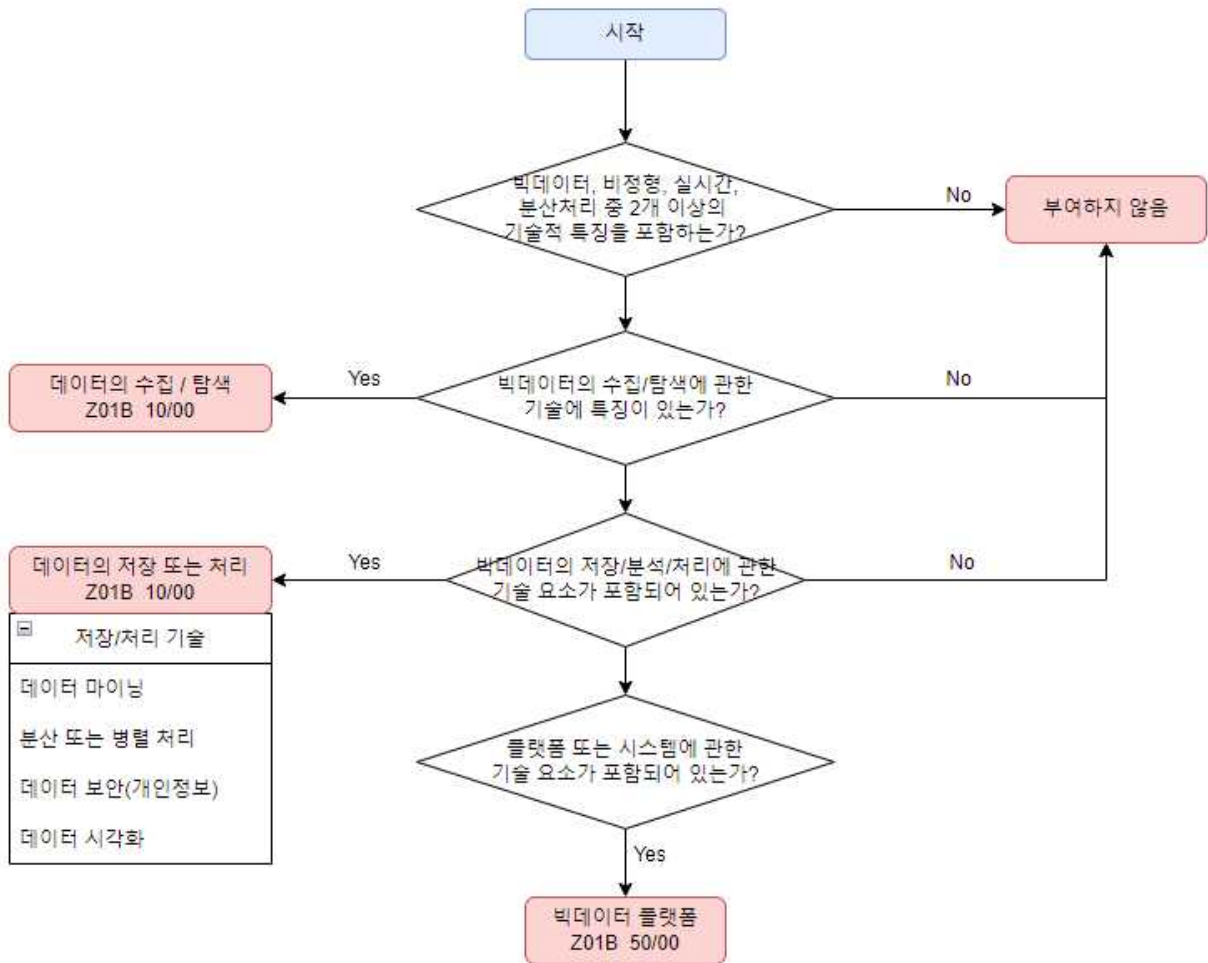 시작
빅데이터, 비정형, 실시간,
분산처리 중 2개 이상의
기술적 특징을 포함하는가?
No
부여하지 않음
데이터의 수집 / 탐색
Z01B 10/00
Yes
빅데이터의 수집/탐색에 관한
기술에 특징이 있는가?
No
데이터의 저장 또는 처리
Z01B 10/00
Yes
빅데이터의 저장/분석/처리에 관한
기술 요소가 포함되어 있는가?
No
저장/처리 기술
데이터 마이닝
분산 또는 병렬 처리
데이터 보안(개인정보)
데이터 시각화
플랫폼 또는 시스템에 관한
기술 요소가 포함되어 있는가?
Yes
빅데이터 플랫폼
Z01B 50/00